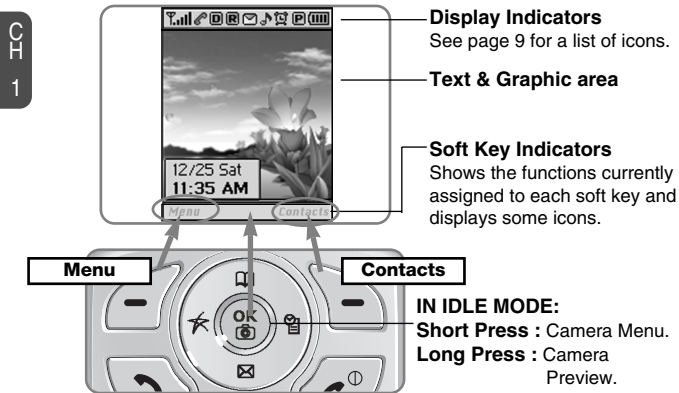 CH
1
D R P
Display Indicators
See page 9 for a list of icons.
Text & Graphic area
12/25 Sat
11:35 AM
Menu Contacts
Soft Key Indicators
Shows the functions currently
assigned to each soft key and
displays some icons.
Menu
Contacts
OK
IN IDLE MODE:
Short Press : Camera Menu.
Long Press : Camera
Preview.